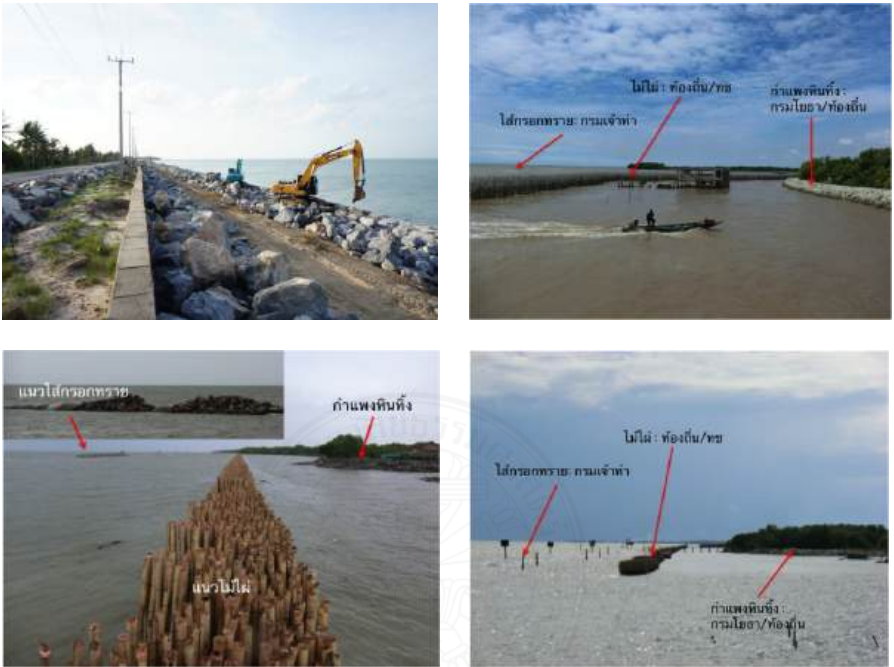 ไม้ไผ่ : ท้องถิ่น/ทช
ไส้กรอกทราย: กรมเจ้าท่า
กำแพงหินทิ้ง :
กรมโยธา/ท้องถิ่น
แนวไส้กรอกทราย
กำแพงหินทิ้ง
แนวไม้ไผ่
ไม้ไผ่ : ท้องถิ่น/ทช
ไส้กรอกทราย: กรมเจ้าท่า
กำแพงหินทิ้ง :
กรมโยธา/ท้องถิ่น